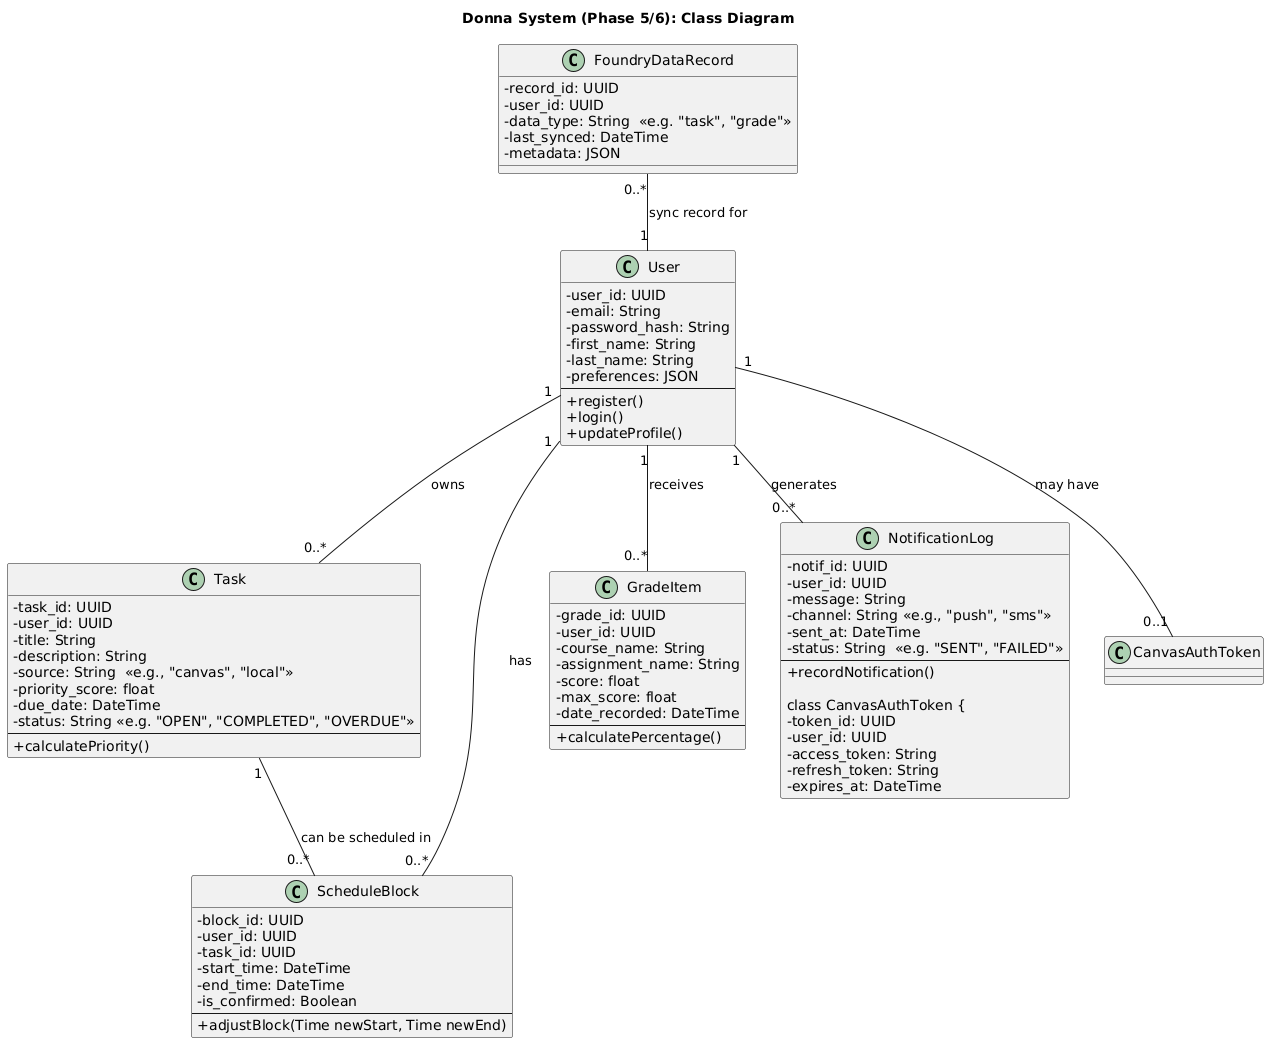 Donna System (Phase 5/6): Class Diagram
C FoundryDataRecord
-record_id: UUID
-user_id: UUID
-data_type: String  «e.g. "task", "grade"»
-last_synced: DateTime
-metadata: JSON
0..*
sync record for
1
C User
-user_id: UUID
-email: String
-password_hash: String
-first_name: String
-last_name: String
-preferences: JSON
+register()
+login()
+updateProfile()
1
1
1
1
1
owns
receives
generates
may have
0..*
0..*
0..*
0..1
has
C Task
-task_id: UUID
-user_id: UUID
-title: String
-description: String
-source: String  «e.g., "canvas", "local"»
-priority_score: float
-due_date: DateTime
-status: String «e.g. "OPEN", "COMPLETED", "OVERDUE"»
+calculatePriority()
C GradeItem
-grade_id: UUID
-user_id: UUID
-course_name: String
-assignment_name: String
-score: float
-max_score: float
-date_recorded: DateTime
+calculatePercentage()
C NotificationLog
-notif_id: UUID
-user_id: UUID
-message: String
-channel: String «e.g., "push", "sms"»
-sent_at: DateTime
-status: String  «e.g. "SENT", "FAILED"»
+recordNotification()
class CanvasAuthToken {
-token_id: UUID
-user_id: UUID
-access_token: String
-refresh_token: String
-expires_at: DateTime
C CanvasAuthToken
1
can be scheduled in
0..*
0..*
C ScheduleBlock
-block_id: UUID
-user_id: UUID
-task_id: UUID
-start_time: DateTime
-end_time: DateTime
-is_confirmed: Boolean
+adjustBlock(Time newStart, Time newEnd)